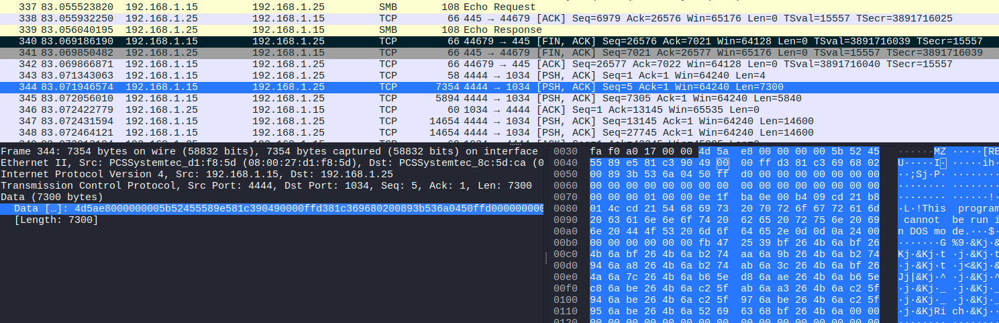 337 83.055523820 192.168.1.15 192.168.1.25 SMB 108 Echo Request
338 83.055932250 192.168.1.25 192.168.1.15 TCP 66 445 → 44679 [ACK] Seq=6979 Ack=26576 Win=65176 Len=0 TSval=15557 TSecr=3891716025
339 83.056040195 192.168.1.25 192.168.1.15 SMB 108 Echo Response
340 83.069186190 192.168.1.15 192.168.1.25 TCP 66 44679 → 445 [FIN, ACK] Seq=26576 Ack=7021 Win=64128 Len=0 TSval=3891716039 TSecr=15557
341 83.069850482 192.168.1.25 192.168.1.15 TCP 66 445 → 44679 [FIN, ACK] Seq=7021 Ack=26577 Win=65176 Len=0 TSval=15557 TSecr=3891716039
342 83.069866871 192.168.1.15 192.168.1.25 TCP 66 44679 → 445 [ACK] Seq=26577 Ack=7022 Win=64128 Len=0 TSval=3891716040 TSecr=15557
343 83.071343063 192.168.1.15 192.168.1.25 TCP 58 4444 → 1034 [PSH, ACK] Seq=1 Ack=1 Win=64240 Len=4
344 83.071946574 192.168.1.15 192.168.1.25 TCP 7354 4444 → 1034 [PSH, ACK] Seq=5 Ack=1 Win=64240 Len=7300
345 83.072056010 192.168.1.15 192.168.1.25 TCP 5894 4444 → 1034 [PSH, ACK] Seq=7305 Ack=1 Win=64240 Len=5840
346 83.072422779 192.168.1.25 192.168.1.15 TCP 60 1034 → 4444 [ACK] Seq=1 Ack=13145 Win=65535 Len=0
347 83.072431594 192.168.1.15 192.168.1.25 TCP 14654 4444 → 1034 [PSH, ACK] Seq=13145 Ack=1 Win=64240 Len=14600
348 83.072464121 192.168.1.15 192.168.1.25 TCP 14654 4444 → 1034 [PSH, ACK] Seq=27745 Ack=1 Win=64240 Len=14600
Frame 344: 7354 bytes on wire (58832 bits), 7354 bytes captured (58832 bits) on interface
Ethernet II, Src: PCSSystemtec_d1:f8:5d (08:00:27:d1:f8:5d), Dst: PCSSystemtec_8c:5d:ca (0
Internet Protocol Version 4, Src: 192.168.1.15, Dst: 192.168.1.25
Transmission Control Protocol, Src Port: 4444, Dst Port: 1034, Seq: 5, Ack: 1, Len: 7300
Data (7300 bytes)
Data […]: 4d5ae8000000005b52455589e581c390490000ffd381c369680200893b536a0450ffd000000000
[Length: 7300]
0030 fa f0 a0 17 00 00 4d 5a e8 00 00 00 00 5b 52 45 ······MZ ·····[RE
0040 55 89 e5 81 c3 90 49 00 00 ff d3 81 c3 69 68 02 U·····I· ·····ih·
0050 00 89 3b 53 6a 04 50 ff d0 00 00 00 00 00 00 00 ··;Sj·P· ········
0060 00 00 00 00 00 00 00 00 00 00 00 00 00 00 00 00 ········ ········
0070 00 00 00 01 00 00 0e 1f ba 0e 00 b4 09 cd 21 b8 ········ ······!·
0080 01 4c cd 21 54 68 69 73 20 70 72 6f 67 72 61 6d ·L·!This program
0090 20 63 61 6e 6e 6f 74 20 62 65 20 72 75 6e 20 69 cannot be run i
00a0 6e 20 44 4f 53 20 6d 6f 64 65 2e 0d 0d 0a 24 00 n DOS mo de.···$·
00b0 00 00 00 00 00 00 fb 47 25 39 bf 26 4b 6a bf 26 ·······G %9·&Kj·&
00c0 4b 6a bf 26 4b 6a b2 74 aa 6a 9b 26 4b 6a b2 74 Kj·&Kj·t ·j·&Kj·t
00d0 94 6a a8 26 4b 6a b2 74 ab 6a 3c 26 4b 6a bf 26 ·j·&Kj·t ·j<&Kj·&
00e0 4a 6a 7c 26 4b 6a b6 5e d8 6a ae 26 4b 6a b6 5e Jj|&Kj·^ ·j·&Kj·^
00f0 c8 6a be 26 4b 6a c2 5f ab 6a a3 26 4b 6a c2 5f ·j·&Kj·_ ·j·&Kj·_
0100 94 6a be 26 4b 6a c2 5f 97 6a be 26 4b 6a c2 5f ·j·&Kj·_ ·j·&Kj·_
0110 95 6a be 26 4b 6a 52 69 63 68 bf 26 4b 6a 00 00 ·j·&KjRi ch·&Kj··